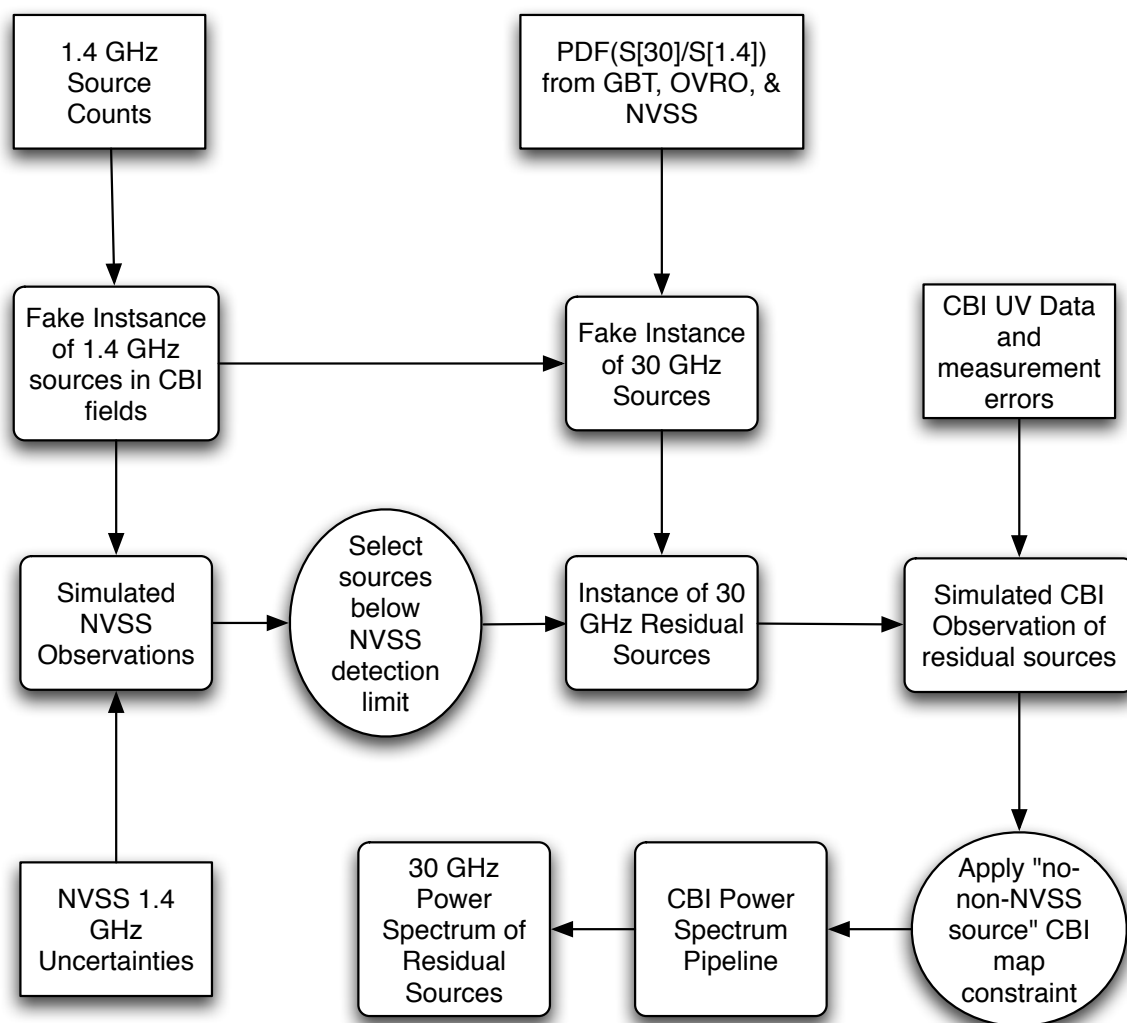 1.4 GHz
Source
Counts
PDF(S[30]/S[1.4])
from GBT, OVRO, &
NVSS
Fake Instsance
of 1.4 GHz
sources in CBI
fields
Fake Instance
of 30 GHz
Sources
CBI UV Data
and
measurement
errors
Simulated
NVSS
Observations
Select
sources
below
NVSS
detection
limit
Instance of 30
GHz Residual
Sources
Simulated CBI
Observation of
residual sources
NVSS 1.4
GHz
Uncertainties
30 GHz
Power
Spectrum of
Residual
Sources
CBI Power
Spectrum
Pipeline
Apply "no-
non-NVSS
source" CBI
map
constraint